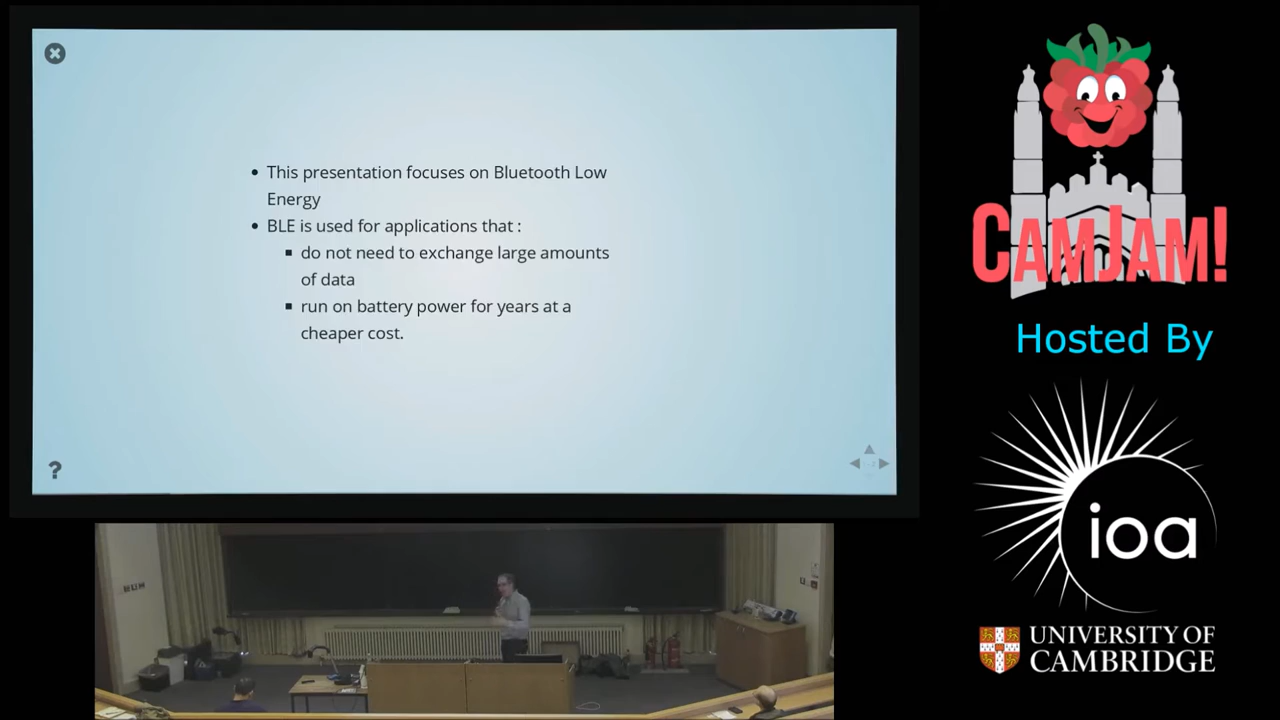 This presentation focuses on Bluetooth Low
Energy
BLE is used for applications that :
do not need to exchange large amounts
of data
run on battery power for years at a
cheaper cost.
?
CAMJAM!
Hosted By
ioa
UNIVERSITY OF
CAMBRIDGE